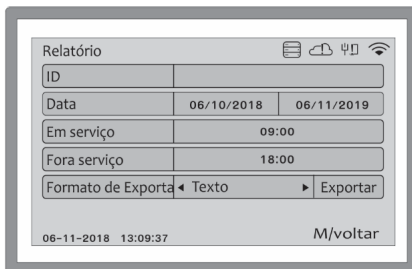 Relatório
ID
Data 06/10/2018 06/11/2019
Em serviço 09:00
Fora serviço 18:00
Formato de Exporta Texto Exportar
06-11-2018 13:09:37 M/voltar